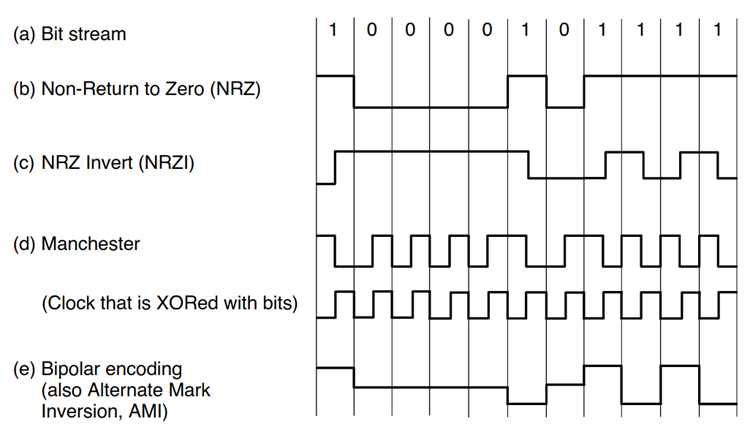 (a) Bit stream 1 0 0 0 0 1 0 1 1 1 1
(b) Non-Return to Zero (NRZ)
(c) NRZ Invert (NRZI)
(d) Manchester
(Clock that is XORed with bits)
(e) Bipolar encoding
(also Alternate Mark
Inversion, AMI)